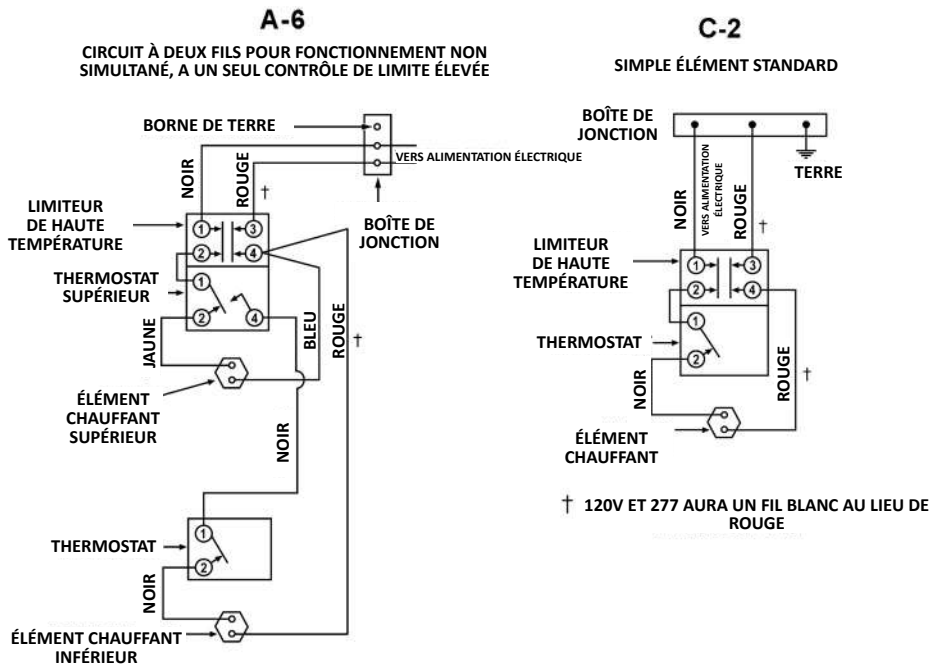 A-6
CIRCUIT À DEUX FILS POUR FONCTIONNEMENT NON
SIMULTANÉ, A UN SEUL CONTRÔLE DE LIMITE ÉLEVÉE
BORNE DE TERRE
VERS ALIMENTATION ÉLECTRIQUE
NOIR
ROUGE
†
BOÎTE DE
JONCTION
LIMITEUR
DE HAUTE
TEMPÉRATURE
1
3
2
4
THERMOSTAT
SUPÉRIEUR
1
2
4
JAUNE
BLEU
ROUGE
†
ÉLÉMENT
CHAUFFANT
SUPÉRIEUR
NOIR
THERMOSTAT
1
2
NOIR
ÉLÉMENT CHAUFFANT
INFÉRIEUR
C-2
SIMPLE ÉLÉMENT STANDARD
BOÎTE DE
JONCTION
TERRE
NOIR
VERS ALIMENTATION
ÉLECTRIQUE
ROUGE
†
LIMITEUR
DE HAUTE
TEMPÉRATURE
1
3
2
4
THERMOSTAT
1
2
NOIR
ROUGE
†
ÉLÉMENT
CHAUFFANT
† 120V ET 277 AURA UN FIL BLANC AU LIEU DE
ROUGE